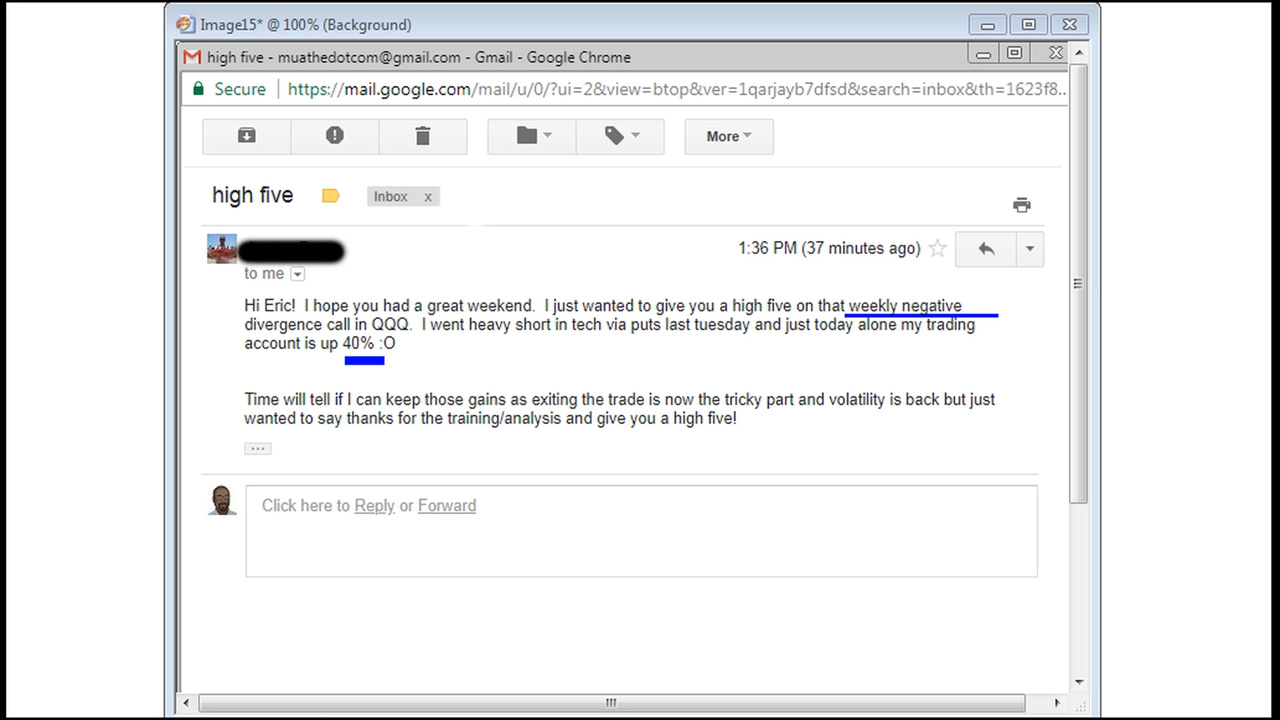 Image15* @ 100% (Background)
high five - muathedotcom@gmail.com - Gmail - Google Chrome
Secure https://mail.google.com/mail/u/0/?ui=2&view=btop&ver=1qarjayb7dfsd&search=inbox&th=1623f8...
More
high five Inbox x
1:36 PM (37 minutes ago)
to me
Hi Eric! I hope you had a great weekend. I just wanted to give you a high five on that weekly negative
divergence call in QQQ. I went heavy short in tech via puts last tuesday and just today alone my trading
account is up 40% :O
Time will tell if I can keep those gains as exiting the trade is now the tricky part and volatility is back but just
wanted to say thanks for the training/analysis and give you a high five!
...
Click here to Reply or Forward